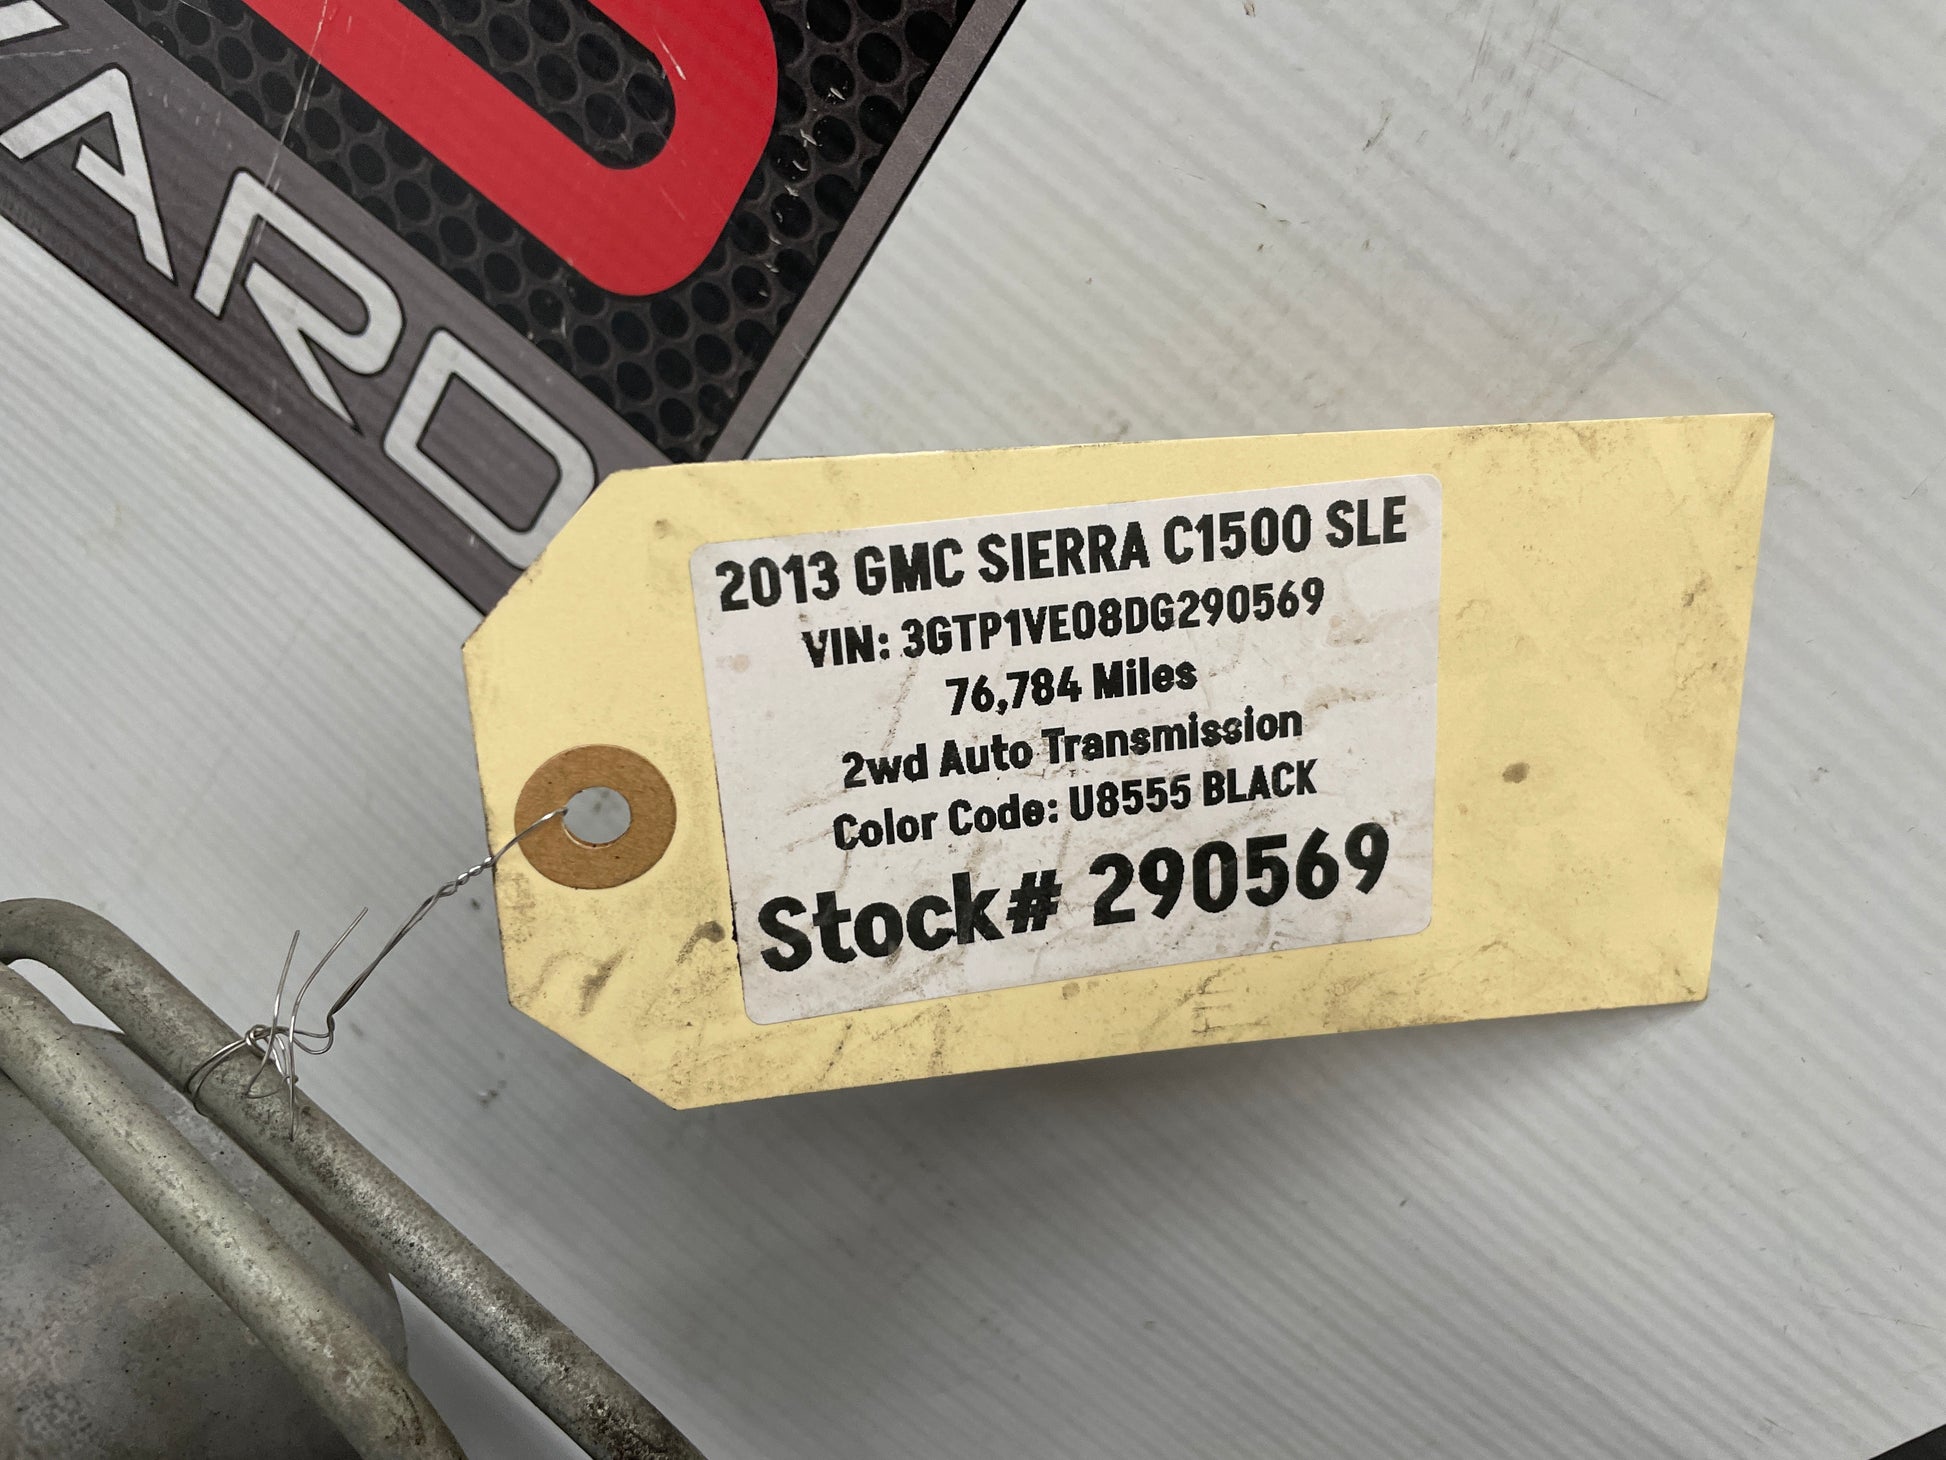 ARD
2013 GMC SIERRA C1500 SLE
VIN: 3GTP1VE08DG290569
76,784 Miles
2wd Auto Transmission
Color Code: U8555 BLACK
Stock# 290569